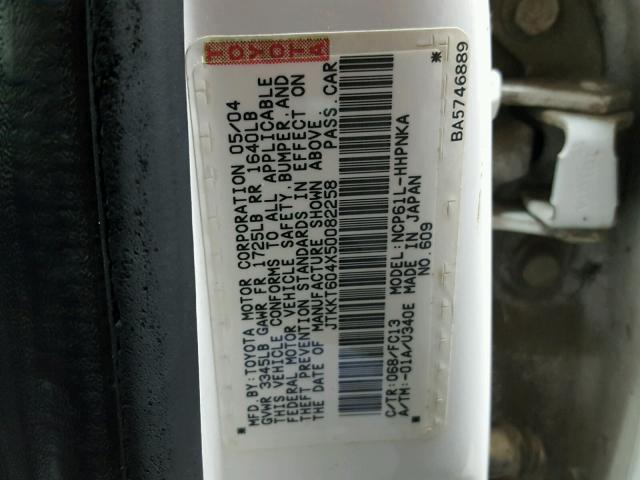 TOYOTA
MFD. BY: TOYOTA MOTOR CORPORATION 05/04
GVWR 3345LB GAWR FR 1725LB RR 1640LB
THIS VEHICLE CONFORMS TO ALL APPLICABLE
FEDERAL MOTOR VEHICLE SAFETY, BUMPER, AND
THEFT PREVENTION STANDARDS IN EFFECT ON
THE DATE OF MANUFACTURE SHOWN ABOVE.
JTKKT604X50082258 PASS. CAR
C/TR:068/FC13 MODEL:NCP61L-HHPNKA
A/TM:-01A/U340E MADE IN JAPAN
NO.609
BA5746889